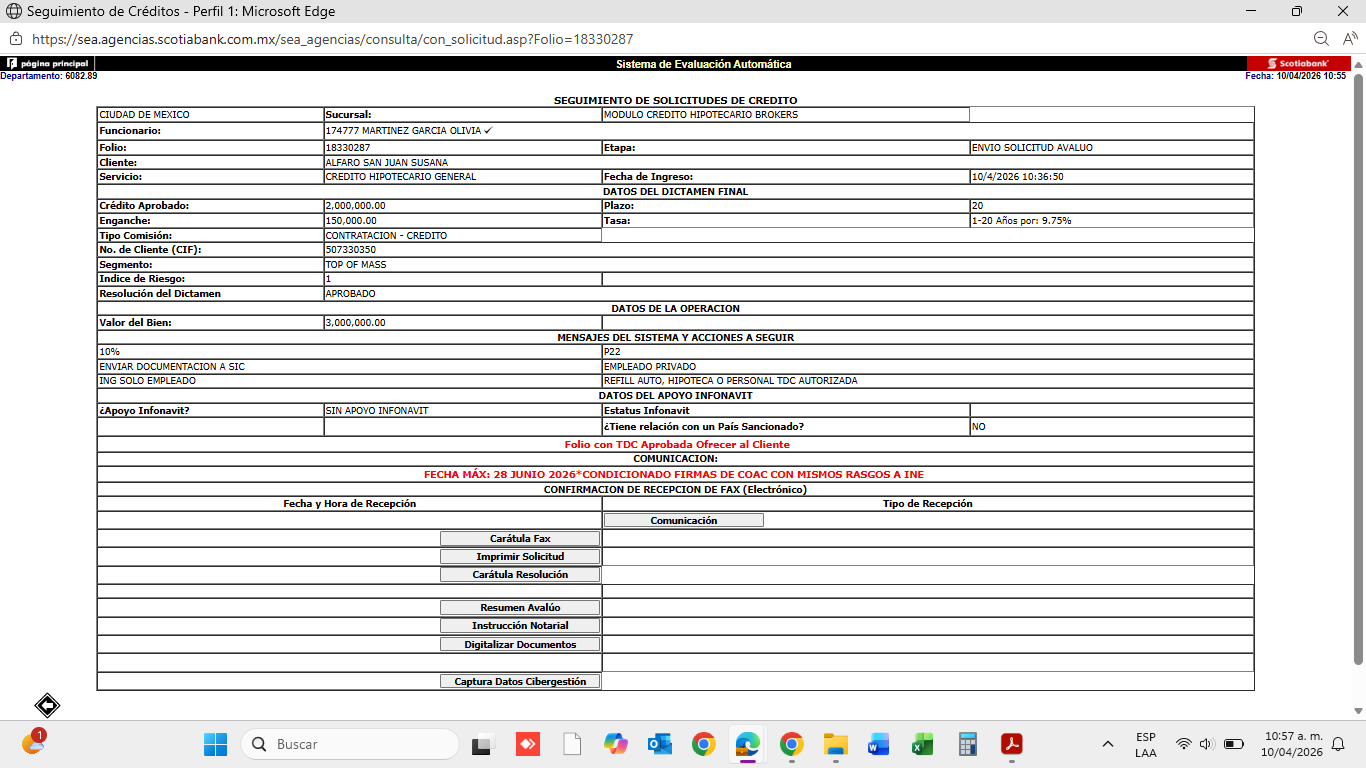 Seguimiento de Créditos - Perfil 1: Microsoft Edge
https://sea.agencias.scotiabank.com.mx/sea_agencias/consulta/con_solicitud.asp?Folio=18330287
página principal Sistema de Evaluación Automática Scotiabank
Departamento: 6082.89 Fecha: 10/04/2026 10:55
SEGUIMIENTO DE SOLICITUDES DE CREDITO
CIUDAD DE MEXICO Sucursal: MODULO CREDITO HIPOTECARIO BROKERS
Funcionario: 174777 MARTINEZ GARCIA OLIVIA ✓
Folio: 18330287 Etapa: ENVIO SOLICITUD AVALUO
Cliente: ALFARO SAN JUAN SUSANA
Servicio: CREDITO HIPOTECARIO GENERAL Fecha de Ingreso: 10/4/2026 10:36:50
DATOS DEL DICTAMEN FINAL
Crédito Aprobado: 2,000,000.00 Plazo: 20
Enganche: 150,000.00 Tasa: 1-20 Años por: 9.75%
Tipo Comisión: CONTRATACION - CREDITO
No. de Cliente (CIF): 507330350
Segmento: TOP OF MASS
Indice de Riesgo: 1
Resolución del Dictamen APROBADO
DATOS DE LA OPERACION
Valor del Bien: 3,000,000.00
MENSAJES DEL SISTEMA Y ACCIONES A SEGUIR
10% P22
ENVIAR DOCUMENTACION A SIC EMPLEADO PRIVADO
ING SOLO EMPLEADO REFILL AUTO, HIPOTECA O PERSONAL TDC AUTORIZADA
DATOS DEL APOYO INFONAVIT
¿Apoyo Infonavit? SIN APOYO INFONAVIT Estatus Infonavit
¿Tiene relación con un País Sancionado? NO
Folio con TDC Aprobada Ofrecer al Cliente
COMUNICACION:
FECHA MÁX: 28 JUNIO 2026*CONDICIONADO FIRMAS DE COAC CON MISMOS RASGOS A INE
CONFIRMACION DE RECEPCION DE FAX (Electrónico)
Fecha y Hora de Recepción Tipo de Recepción
Comunicación
Carátula Fax
Imprimir Solicitud
Carátula Resolución
Resumen Avalúo
Instrucción Notarial
Digitalizar Documentos
Captura Datos Cibergestión
1 Buscar ESP 10:57 a. m.
LAA 10/04/2026